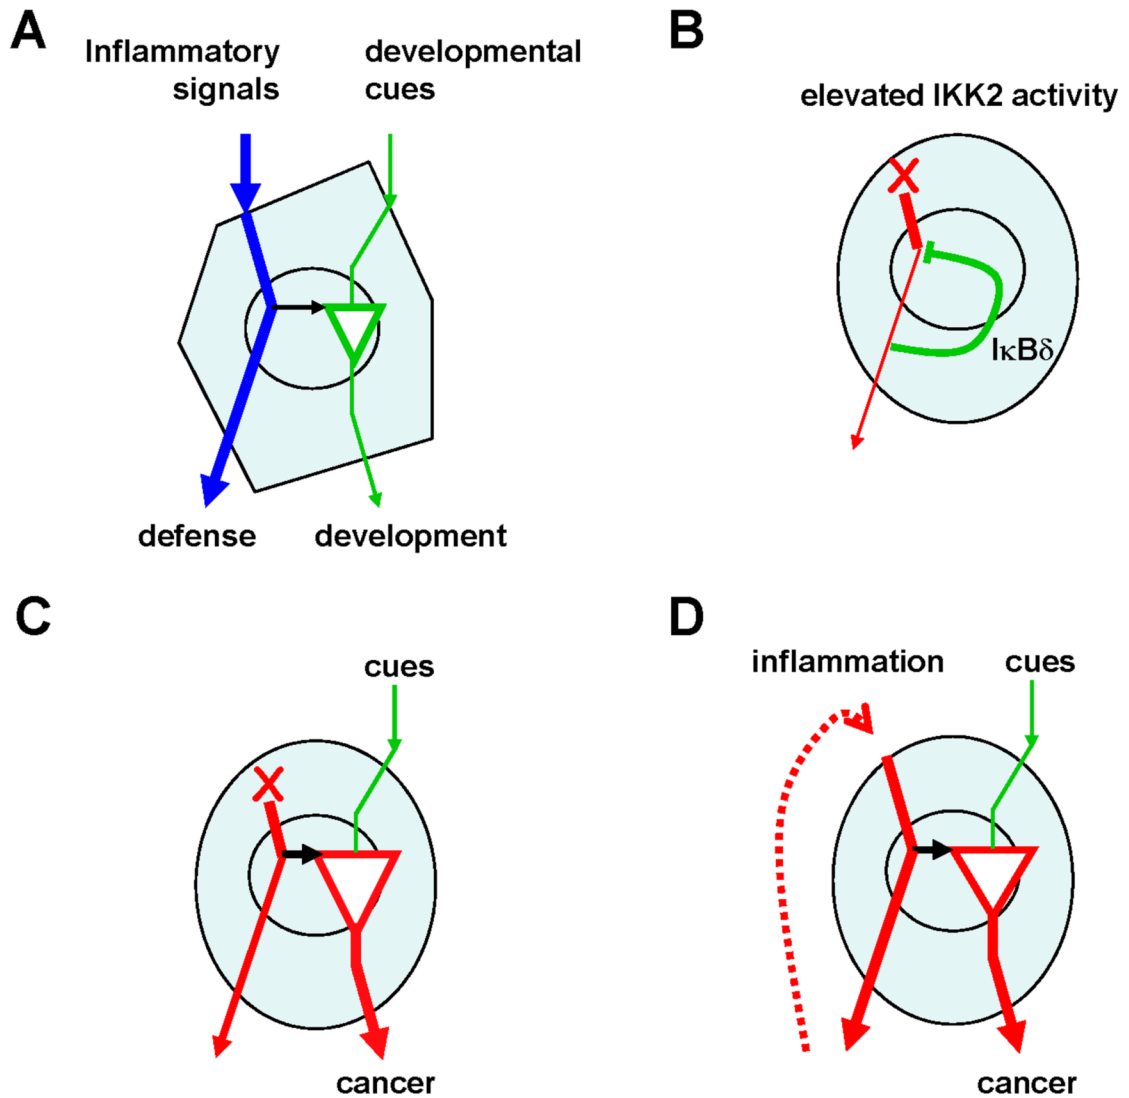 A
Inflammatory
signals
developmental
cues
defense
development
B
elevated IKK2 activity
IκBδ
C
cues
cancer
D
inflammation
cues
cancer